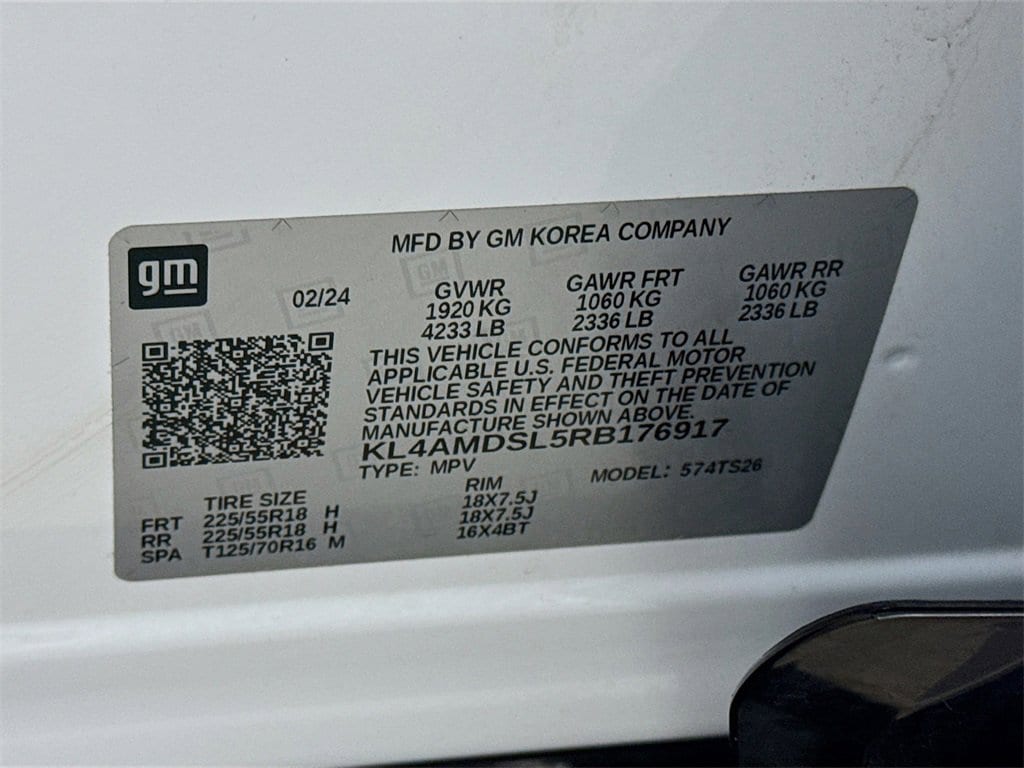 gm
MFD BY GM KOREA COMPANY
02/24
GVWR GAWR FRT GAWR RR
1920 KG 1060 KG 1060 KG
4233 LB 2336 LB 2336 LB
THIS VEHICLE CONFORMS TO ALL
APPLICABLE U.S. FEDERAL MOTOR
VEHICLE SAFETY AND THEFT PREVENTION
STANDARDS IN EFFECT ON THE DATE OF
MANUFACTURE SHOWN ABOVE.
KL4AMDSL5RB176917
TYPE: MPV MODEL: 574TS26
TIRE SIZE RIM
FRT 225/55R18 H 18X7.5J
RR 225/55R18 H 18X7.5J
SPA T125/70R16 M 16X4BT